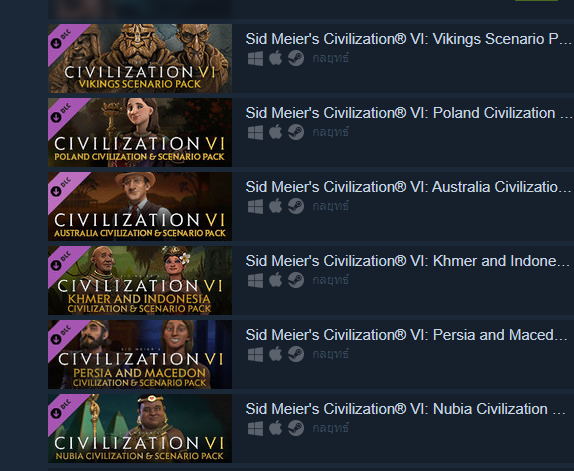 DLC
CIVILIZATION VI
VIKINGS SCENARIO PACK
Sid Meier's Civilization® VI: Vikings Scenario P...
กลยุทธ์
DLC
CIVILIZATION VI
POLAND CIVILIZATION & SCENARIO PACK
Sid Meier's Civilization® VI: Poland Civilization ...
กลยุทธ์
DLC
CIVILIZATION VI
AUSTRALIA CIVILIZATION & SCENARIO PACK
Sid Meier's Civilization® VI: Australia Civilizatio...
กลยุทธ์
DLC
CIVILIZATION VI
KHMER AND INDONESIA
CIVILIZATION & SCENARIO PACK
Sid Meier's Civilization® VI: Khmer and Indone...
กลยุทธ์
DLC
SID MEIER'S
CIVILIZATION VI
PERSIA AND MACEDON
CIVILIZATION & SCENARIO PACK
Sid Meier's Civilization® VI: Persia and Maced...
กลยุทธ์
DLC
CIVILIZATION VI
NUBIA CIVILIZATION & SCENARIO PACK
Sid Meier's Civilization® VI: Nubia Civilization ...
กลยุทธ์